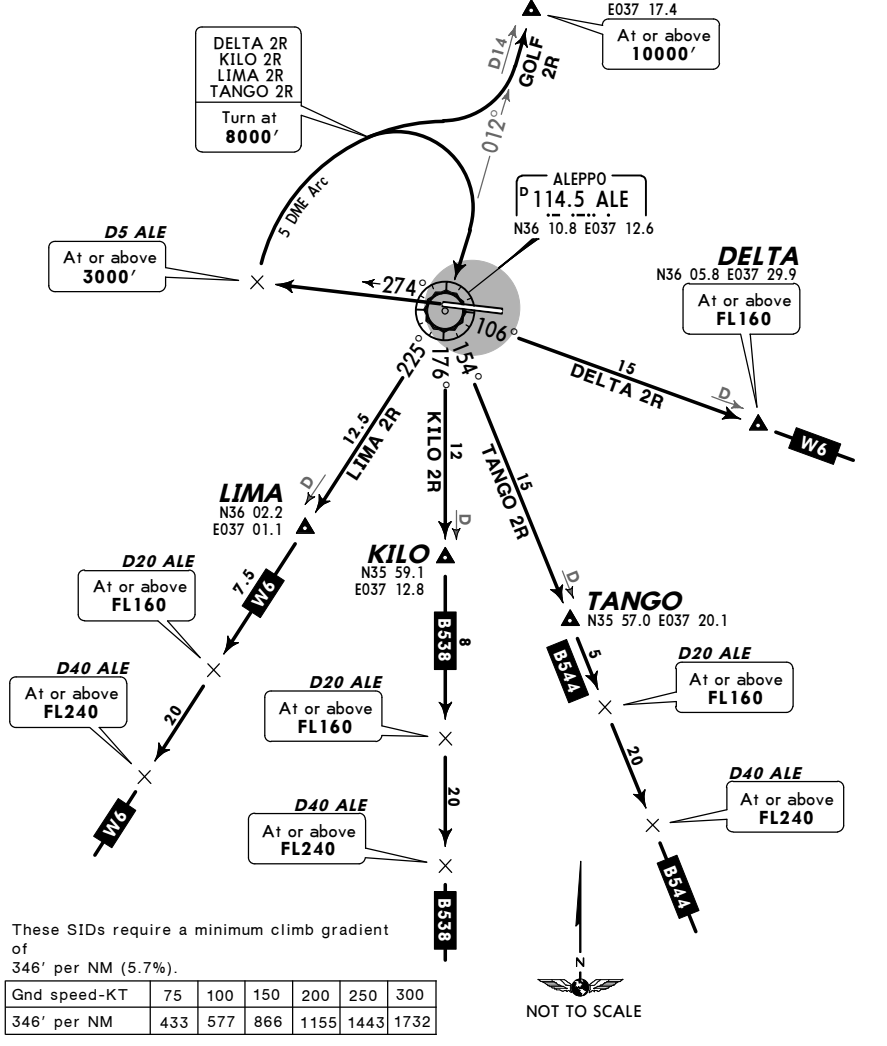 E037 17.4
At or above
10000'
DELTA 2R
KILO 2R
LIMA 2R
TANGO 2R
Turn at
8000'
D14
GOLF
2R
012°
5 DME Arc
ALEPPO
D 114.5 ALE
N36 10.8 E037 12.6
D5 ALE
At or above
3000'
DELTA
N36 05.8 E037 29.9
At or above
FL160
274°
106°
154°
176°
225°
15
DELTA 2R
D
W6
12.5
LIMA 2R
D
12
KILO 2R
D
15
TANGO 2R
D
LIMA
N36 02.2
E037 01.1
KILO
N35 59.1
E037 12.8
TANGO
N35 57.0 E037 20.1
D20 ALE
At or above
FL160
7.5
W6
D40 ALE
At or above
FL240
20
W6
B538
8
D20 ALE
At or above
FL160
20
D40 ALE
At or above
FL240
B538
B544
5
D20 ALE
At or above
FL160
20
D40 ALE
At or above
FL240
B544
These SIDs require a minimum climb gradient
of
346' per NM (5.7%).
Gnd speed-KT 75 100 150 200 250 300
346' per NM 433 577 866 1155 1443 1732
N
NOT TO SCALE